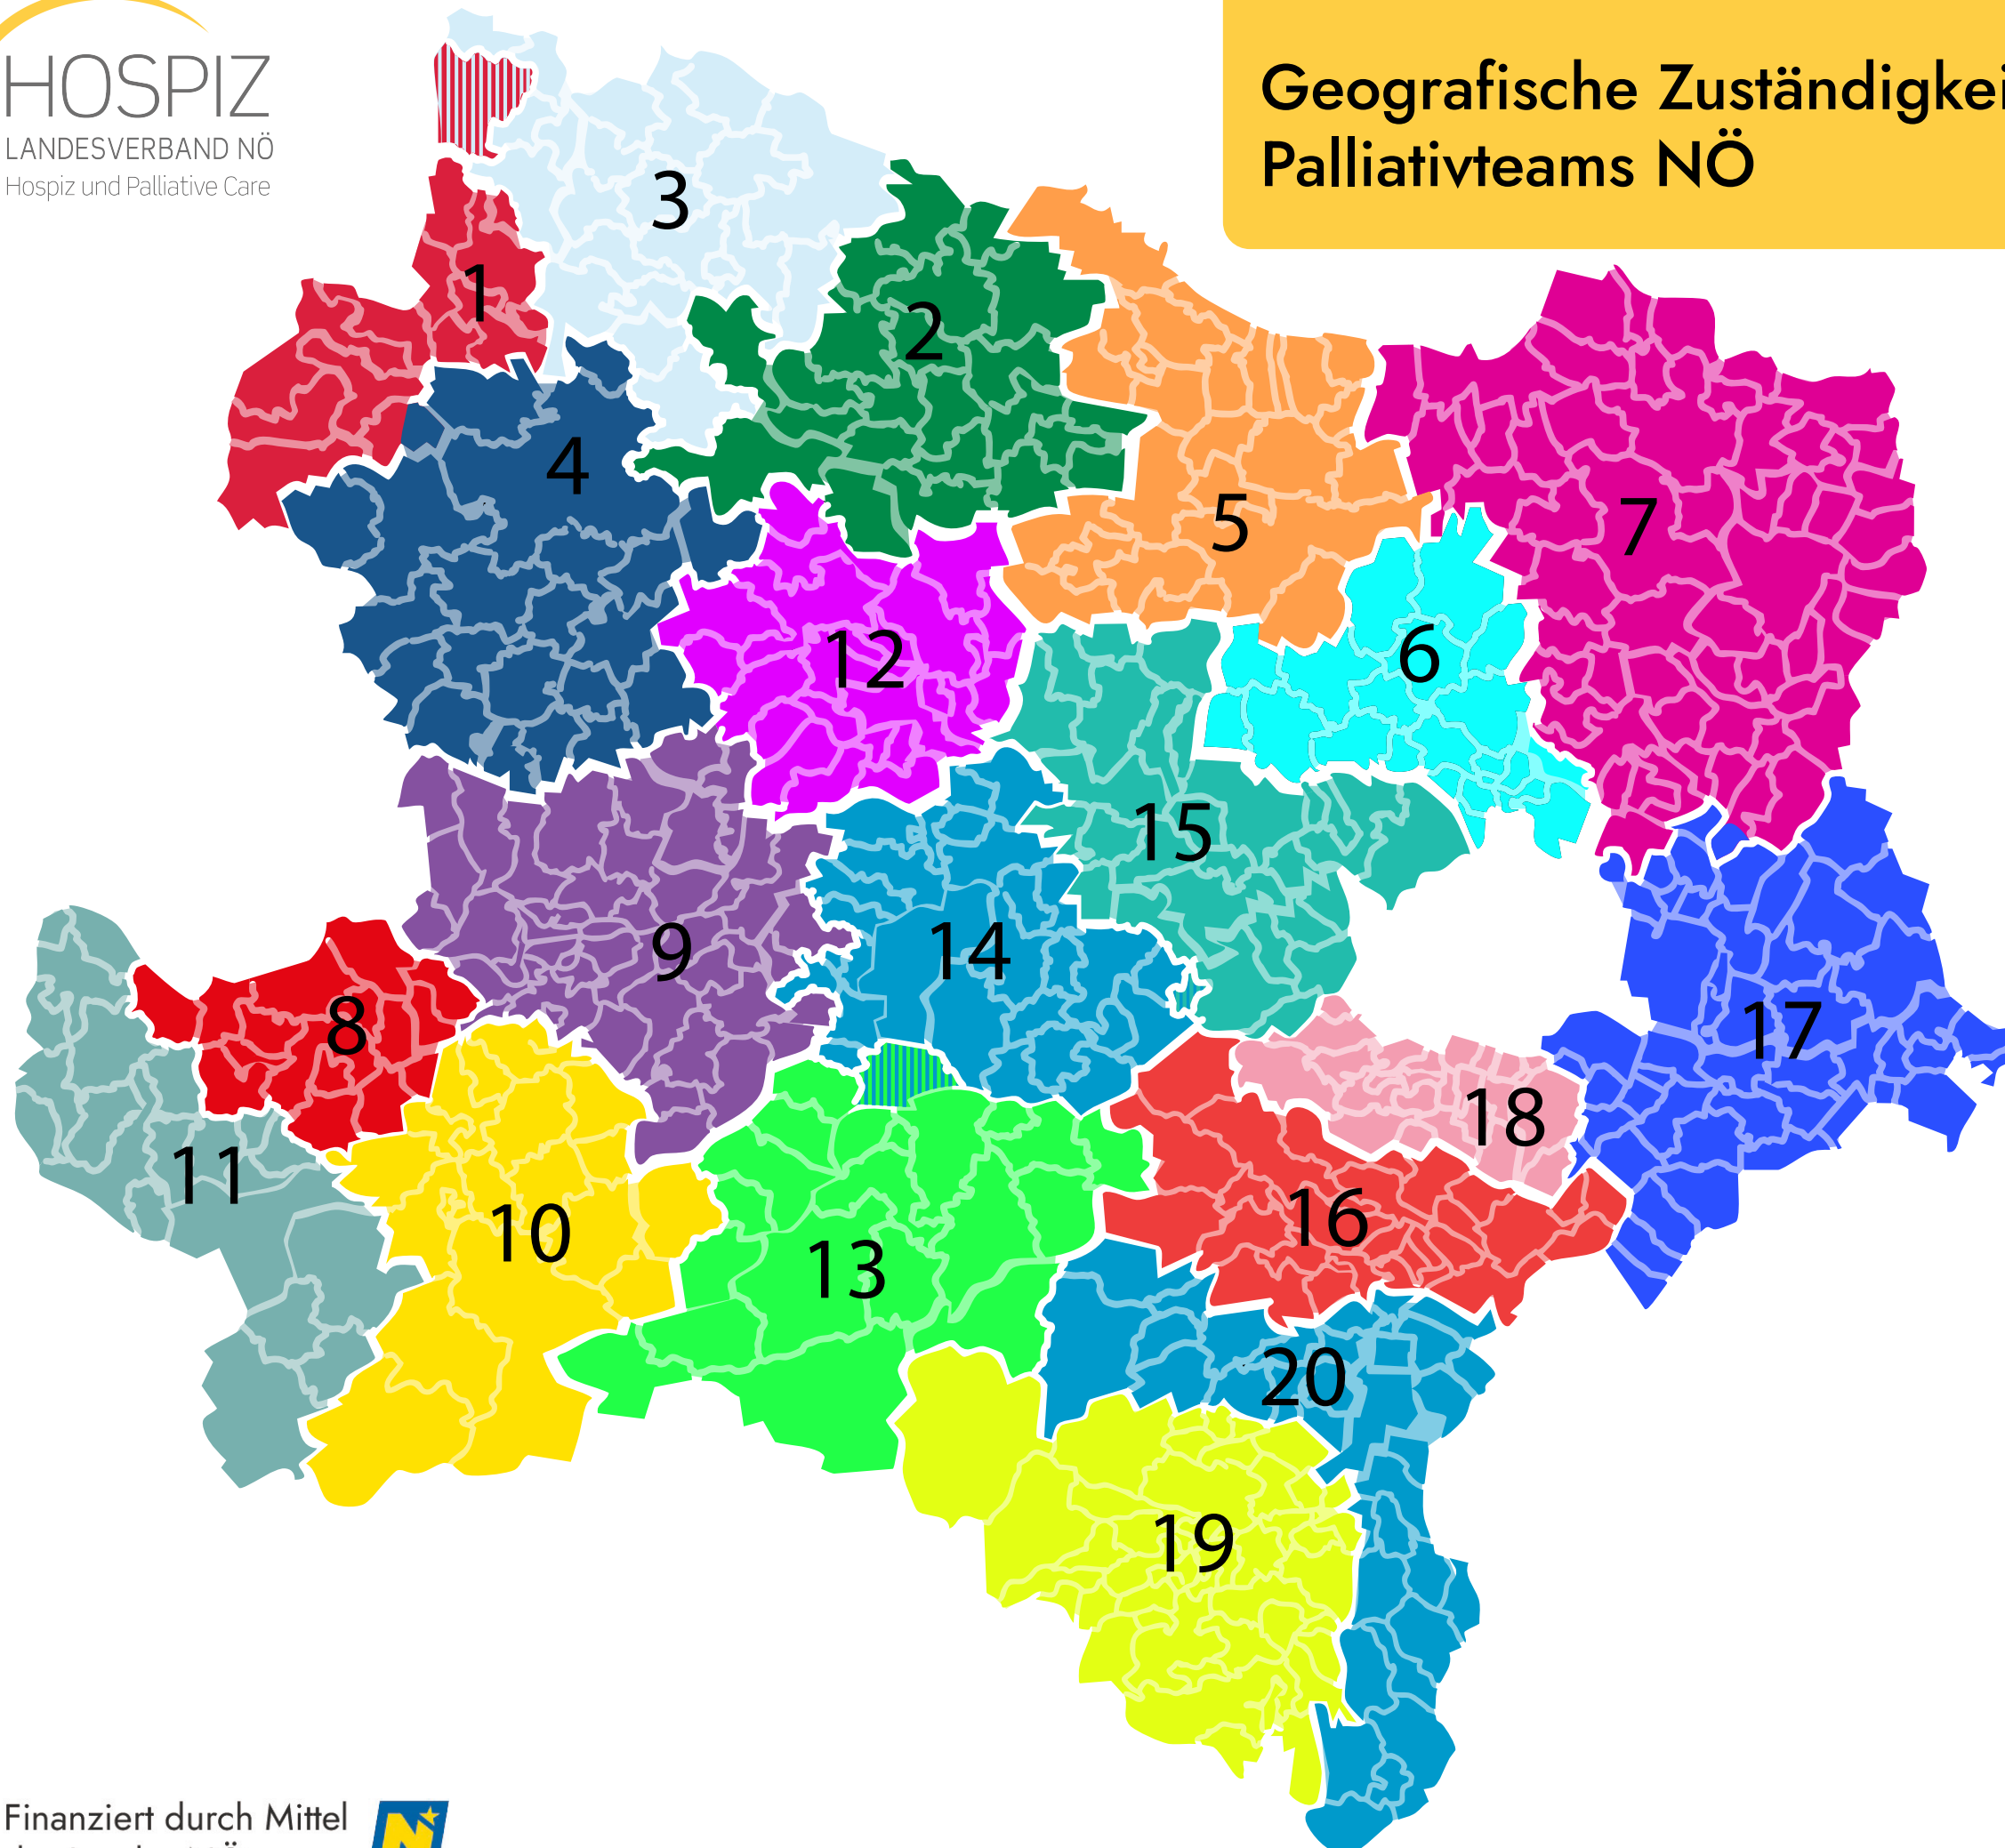 HOSPIZ
LANDESVERBAND NÖ
Hospiz und Palliative Care
Geografische Zuständigkei
Palliativteams NÖ
3
1
2
4
5
7
12
6
15
9
14
8
17
18
11
10
16
13
20
19
Finanziert durch Mittel
N